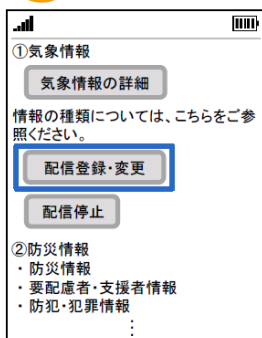 ①気象情報
気象情報の詳細
情報の種類については、こちらをご参
照ください。
配信登録・変更
配信停止
②防災情報
・防災情報
・要配慮者・支援者情報
・防犯・犯罪情報
⋮